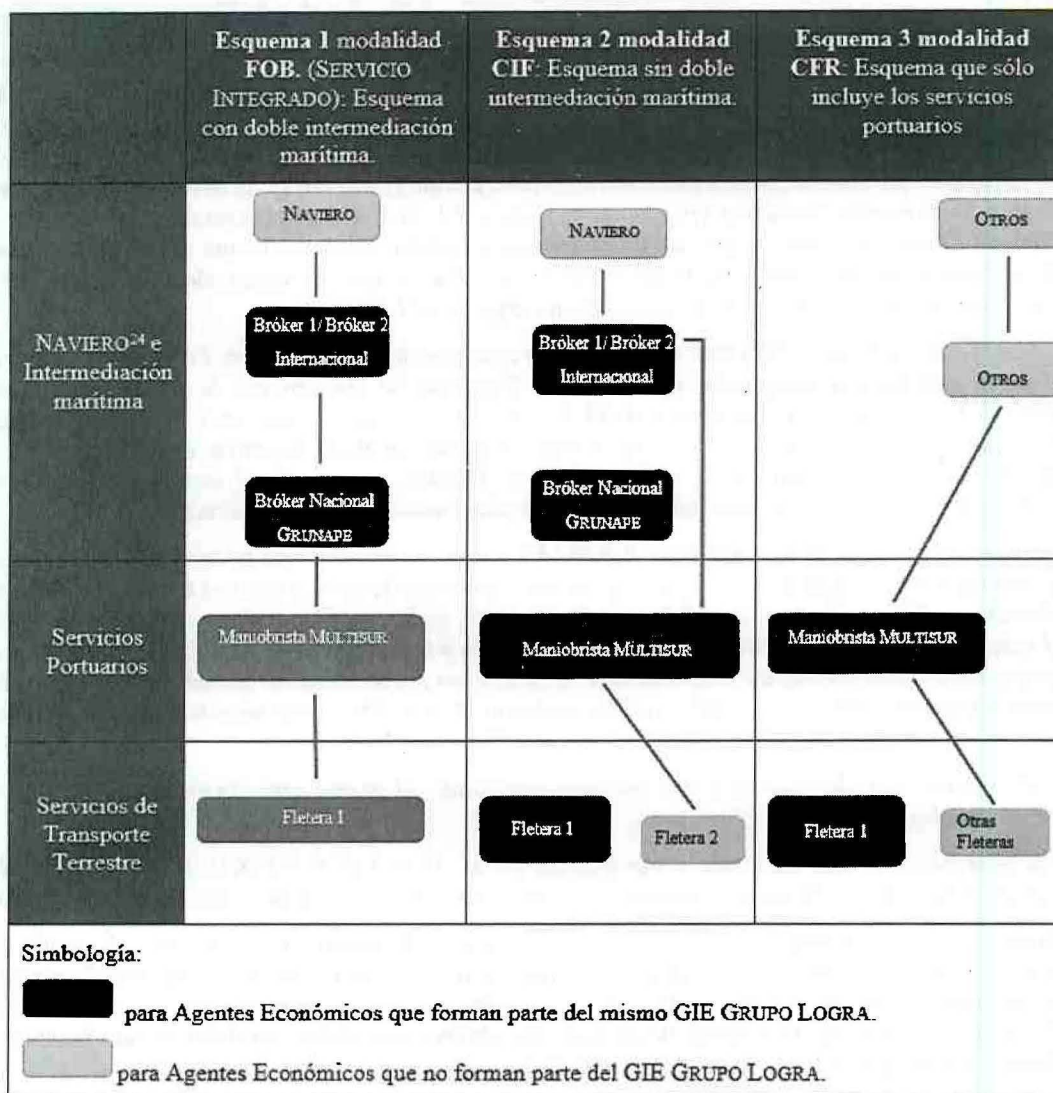 Esquema 1 modalidad
FOB. (SERVICIO
INTEGRADO): Esquema
con doble intermediación
marítima.
Esquema 2 modalidad
CIF: Esquema sin doble
intermediación marítima.
Esquema 3 modalidad
CFR: Esquema que sólo
incluye los servicios
portuarios
NAVIERO²⁴ e
Intermediación
marítima
NAVIERO
Bróker 1/ Bróker 2
Internacional
Bróker Nacional
GRUNAPE
NAVIERO
Bróker 1/ Bróker 2
Internacional
Bróker Nacional
GRUNAPE
OTROS
OTROS
Servicios
Portuarios
Maniobrista MULTISUR
Maniobrista MULTISUR
Maniobrista MULTISUR
Servicios de
Transporte
Terrestre
Fletera 1
Fletera 1
Fletera 2
Fletera 1
Otras
Fleteras
Simbología:
para Agentes Económicos que forman parte del mismo GIE GRUPO LOGRA.
para Agentes Económicos que no forman parte del GIE GRUPO LOGRA.